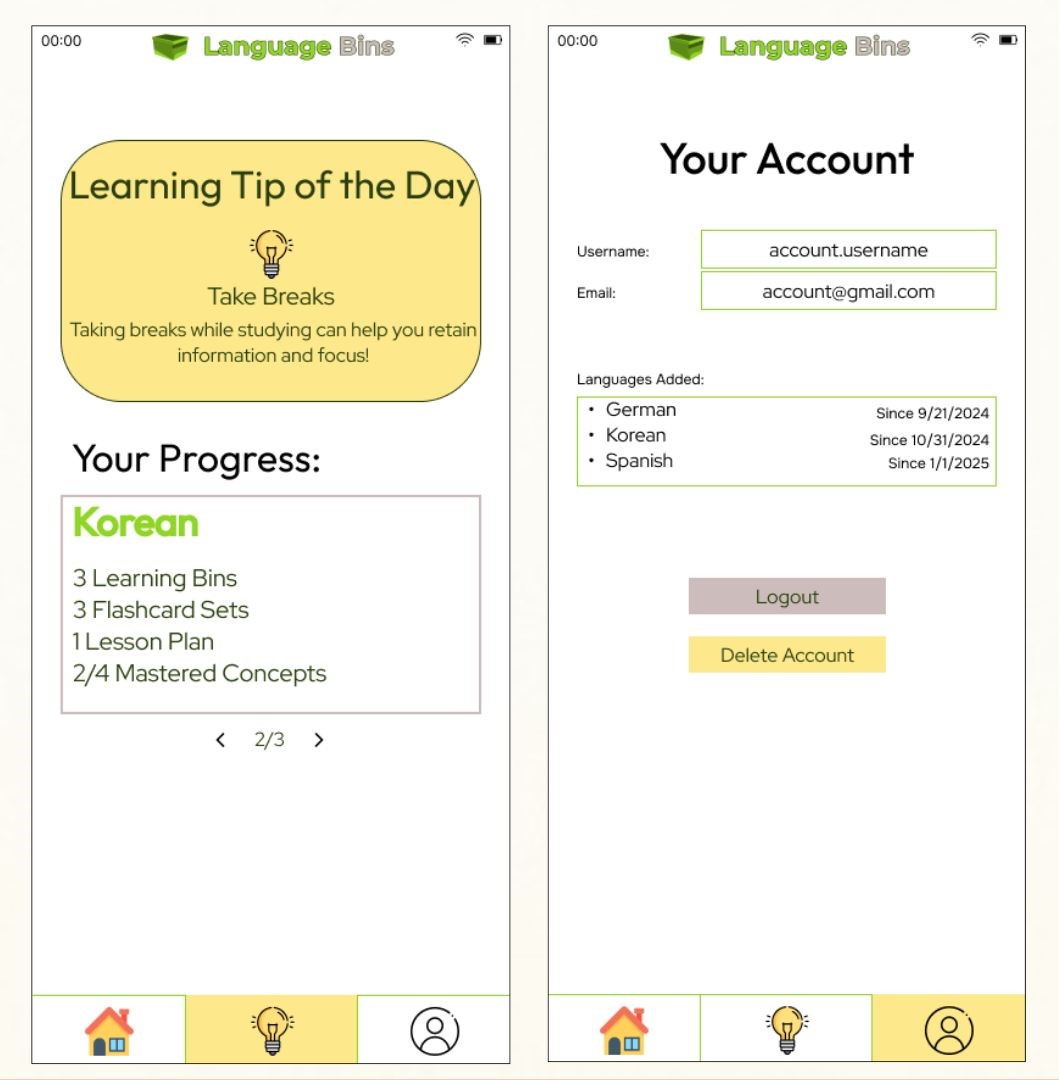 00:00
Language Bins
Learning Tip of the Day
Take Breaks
Taking breaks while studying can help you retain
information and focus!
Your Progress:
Korean
3 Learning Bins
3 Flashcard Sets
1 Lesson Plan
2/4 Mastered Concepts
2/3
00:00
Language Bins
Your Account
Username: account.username
Email: account@gmail.com
Languages Added:
• German Since 9/21/2024
• Korean Since 10/31/2024
• Spanish Since 1/1/2025
Logout
Delete Account